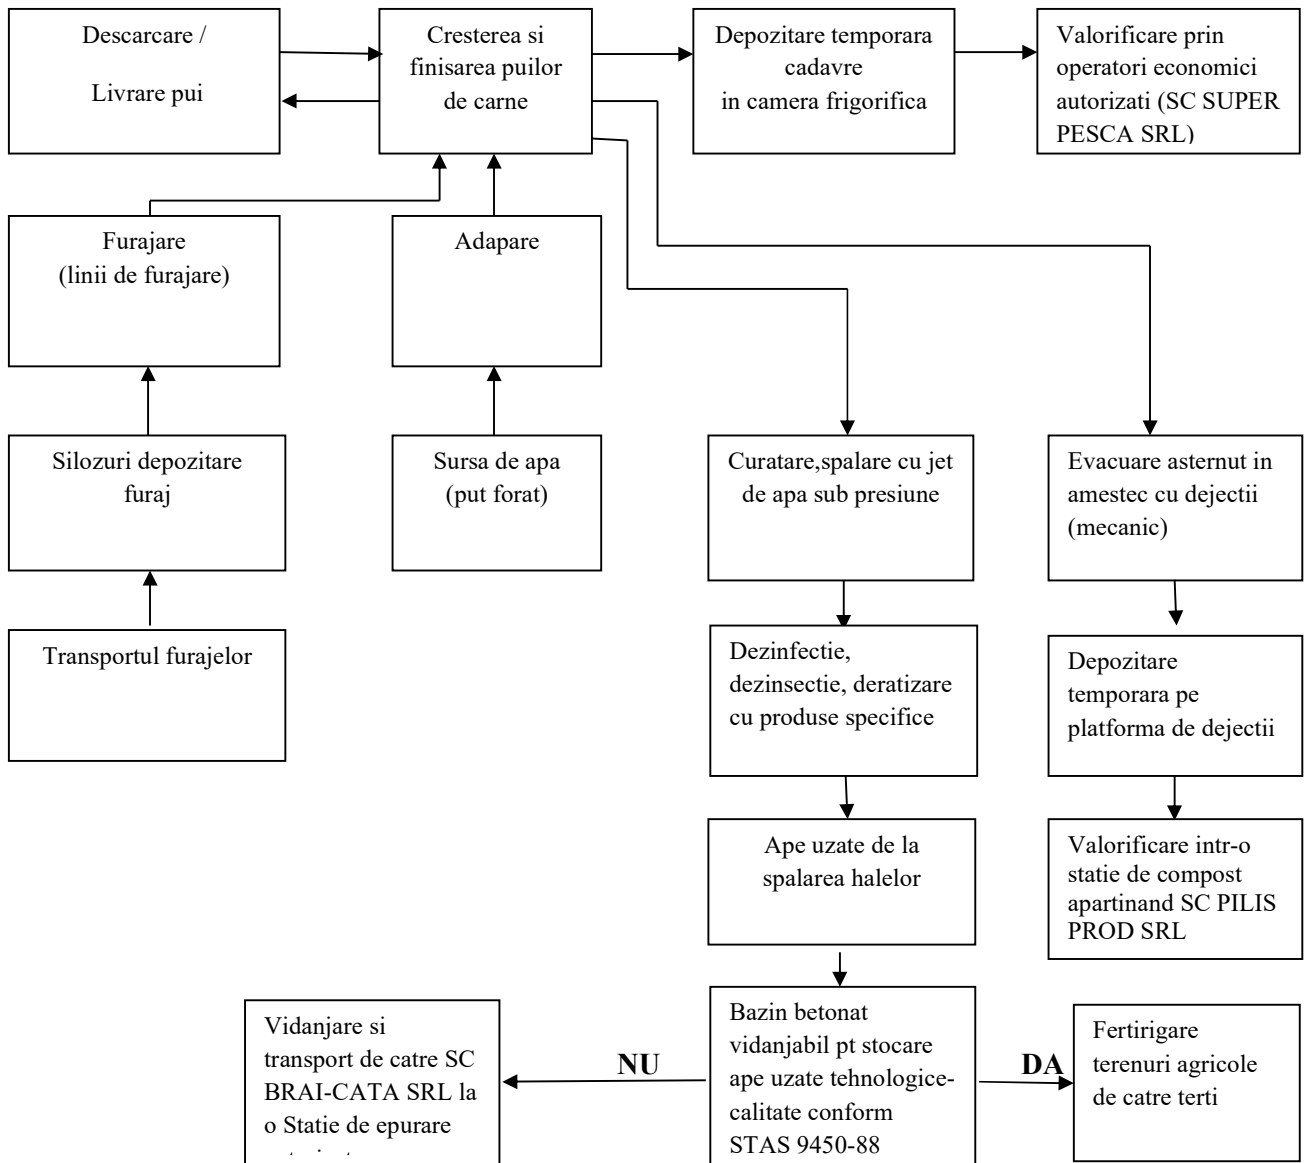 Descarcare /
Livrare pui
Cresterea si
finisarea puilor
de carne
Depozitare temporara
cadavre
in camera frigorifica
Valorificare prin
operatori economici
autorizati (SC SUPER
PESCA SRL)
Furajare
(linii de furajare)
Adapare
Silozuri depozitare
furaj
Sursa de apa
(put forat)
Curatare,spalare cu jet
de apa sub presiune
Evacuare asternut in
amestec cu dejectii
(mecanic)
Transportul furajelor
Dezinfectie,
dezinsectie, deratizare
cu produse specifice
Depozitare
temporara pe
platforma de dejectii
Ape uzate de la
spalarea halelor
Valorificare intr-o
statie de compost
apartinand SC PILIS
PROD SRL
Vidanjare si
transport de catre SC
BRAI-CATA SRL la
o Statie de epurare
NU
Bazin betonat
vidanjabil pt stocare
ape uzate tehnologice-
calitate conform
STAS 9450-88
DA
Fertirigare
terenuri agricole
de catre terti